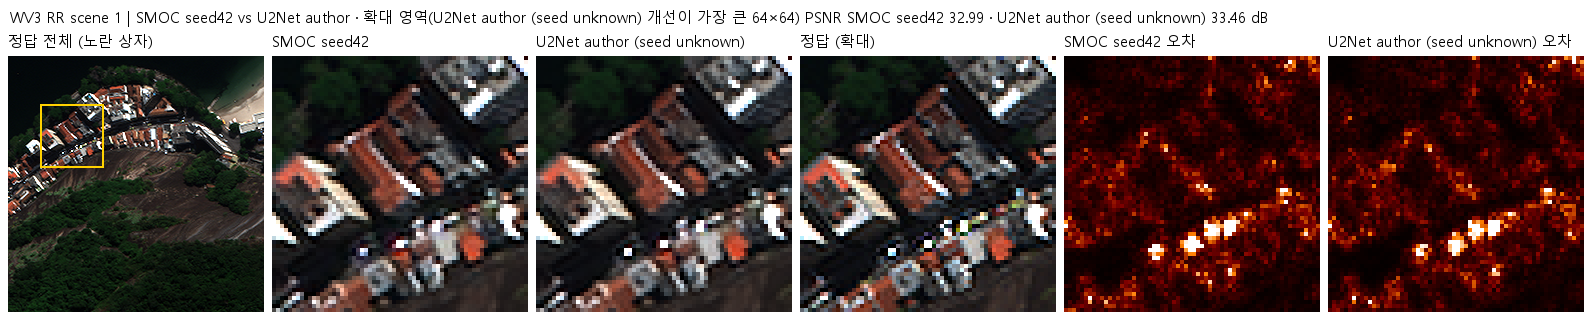 WV3 RR scene 1 | SMOC seed42 vs U2Net author · 확대 영역(U2Net author (seed unknown) 개선이 가장 큰 64×64) PSNR SMOC seed42 32.99 · U2Net author (seed unknown) 33.46 dB
정답 전체 (노란 상자)
SMOC seed42
U2Net author (seed unknown)
정답 (확대)
SMOC seed42 오차
U2Net author (seed unknown) 오차